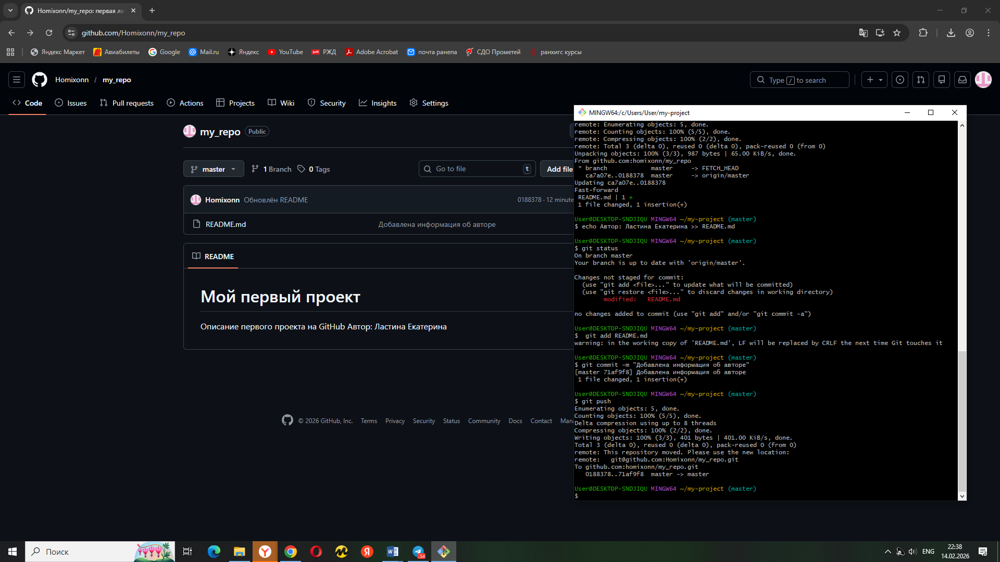 Homixonn/my_repo: первая ла
github.com/Homixonn/my_repo
Яндекс Маркет
Авиабилеты
Google
Mail.ru
Яндекс
YouTube
РЖД
Adobe Acrobat
почта ранепа
СДО Прометей
ранхигс курсы
Homixonn / my_repo
Type / to search
Code
Issues
Pull requests
Actions
Projects
Wiki
Security
Insights
Settings
my_repo Public
master
1 Branch
0 Tags
Go to file
t
Add file
Homixonn Обновлён README
0188378 · 12 minute
README.md
Добавлена информация об авторе
README
Мой первый проект
Описание первого проекта на GitHub Автор: Ластина Екатерина
© 2026 GitHub, Inc.
Terms
Privacy
Security
Status
Community
Docs
Contact
Mana
MINGW64:/c/Users/User/my-project
remote: Enumerating objects: 5, done.
remote: Counting objects: 100% (5/5), done.
remote: Compressing objects: 100% (2/2), done.
remote: Total 3 (delta 0), reused 0 (delta 0), pack-reused 0 (from 0)
Unpacking objects: 100% (3/3), 987 bytes | 65.00 KiB/s, done.
From github.com:homixonn/my_repo
* branch master -> FETCH_HEAD
ca7a07e..0188378 master -> origin/master
Updating ca7a07e..0188378
Fast-forward
README.md | 1 +
1 file changed, 1 insertion(+)
User@DESKTOP-SNDJIQU MINGW64 ~/my-project (master)
$ echo Автор: Ластина Екатерина >> README.md
User@DESKTOP-SNDJIQU MINGW64 ~/my-project (master)
$ git status
On branch master
Your branch is up to date with 'origin/master'.
Changes not staged for commit:
(use "git add <file>..." to update what will be committed)
(use "git restore <file>..." to discard changes in working directory)
modified: README.md
no changes added to commit (use "git add" and/or "git commit -a")
User@DESKTOP-SNDJIQU MINGW64 ~/my-project (master)
$ git add README.md
warning: in the working copy of 'README.md', LF will be replaced by CRLF the next time Git touches it
User@DESKTOP-SNDJIQU MINGW64 ~/my-project (master)
$ git commit -m "Добавлена информация об авторе"
[master 71af9f8] Добавлена информация об авторе
1 file changed, 1 insertion(+)
User@DESKTOP-SNDJIQU MINGW64 ~/my-project (master)
$ git push
Enumerating objects: 5, done.
Counting objects: 100% (5/5), done.
Delta compression using up to 8 threads
Compressing objects: 100% (2/2), done.
Writing objects: 100% (3/3), 401 bytes | 401.00 KiB/s, done.
Total 3 (delta 0), reused 0 (delta 0), pack-reused 0 (from 0)
remote: This repository moved. Please use the new location:
remote: git@github.com:Homixonn/my_repo.git
To github.com:homixonn/my_repo.git
0188378..71af9f8 master -> master
User@DESKTOP-SNDJIQU MINGW64 ~/my-project (master)
$
Поиск
54
ENG
22:38
14.02.2026